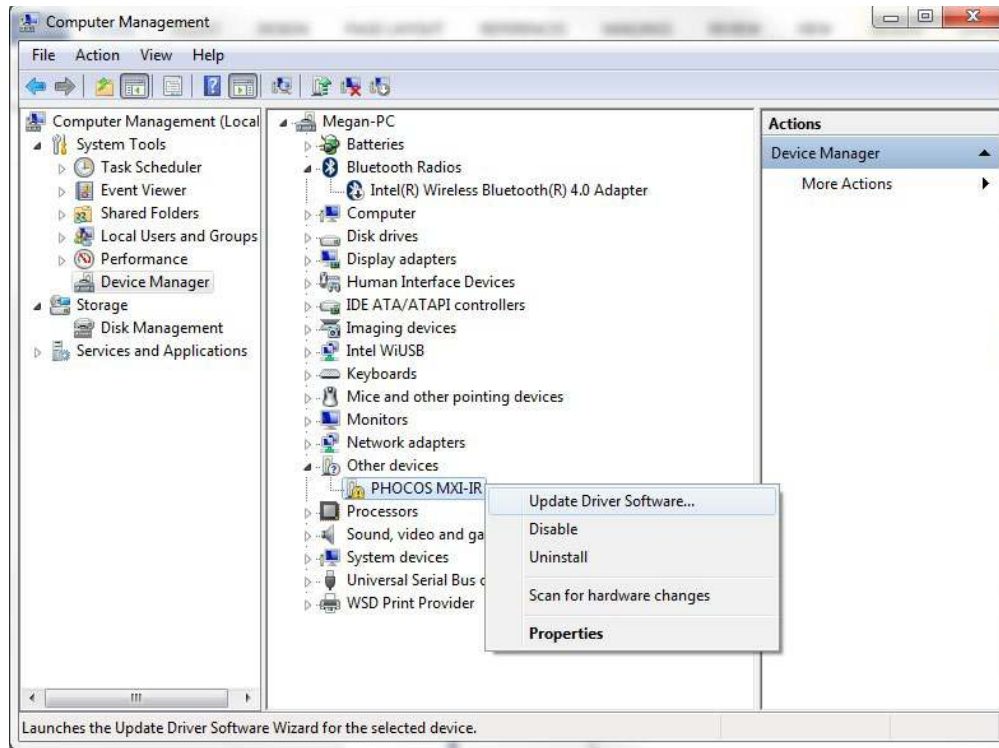 Computer Management
File Action View Help
Computer Management (Local
System Tools
Task Scheduler
Event Viewer
Shared Folders
Local Users and Groups
Performance
Device Manager
Storage
Disk Management
Services and Applications
Megan-PC
Batteries
Bluetooth Radios
Intel(R) Wireless Bluetooth(R) 4.0 Adapter
Computer
Disk drives
Display adapters
Human Interface Devices
IDE ATA/ATAPI controllers
Imaging devices
Intel WiUSB
Keyboards
Mice and other pointing devices
Monitors
Network adapters
Other devices
PHOCOS MXI-IR
Processors
Sound, video and ga
System devices
Universal Serial Bus c
WSD Print Provider
Update Driver Software...
Disable
Uninstall
Scan for hardware changes
Properties
Actions
Device Manager
More Actions
Launches the Update Driver Software Wizard for the selected device.